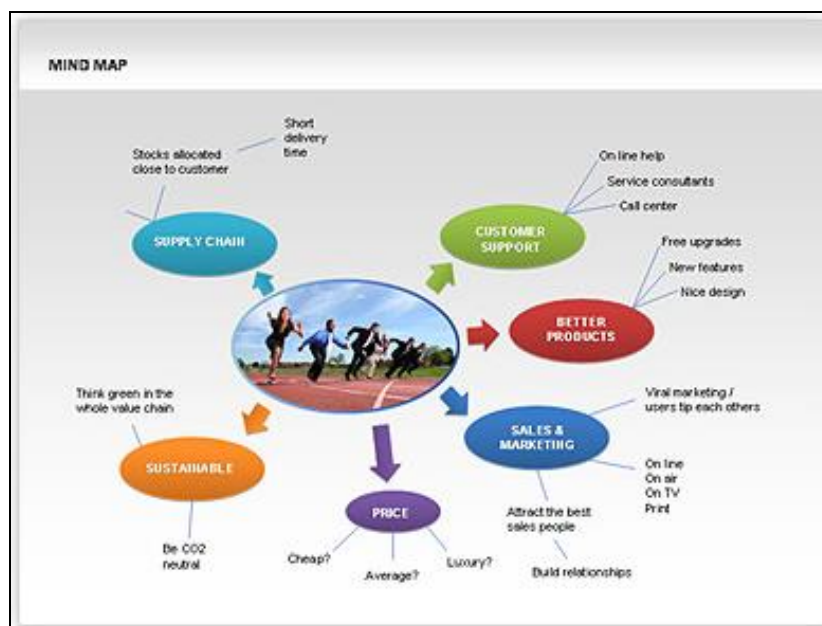 MIND MAP
Short
delivery
time
Stocks allocated
close to customer
SUPPLY CHAIN
On line help
Service consultants
Call center
CUSTOMER
SUPPORT
Free upgrades
New features
Nice design
BETTER
PRODUCTS
Viral marketing /
users tip each others
SALES &
MARKETING
On line
On air
On TV
Print
Attract the best
sales people
Build relationships
PRICE
Cheap?
Average?
Luxury?
Think green in the
whole value chain
SUSTAINABLE
Be CO2
neutral